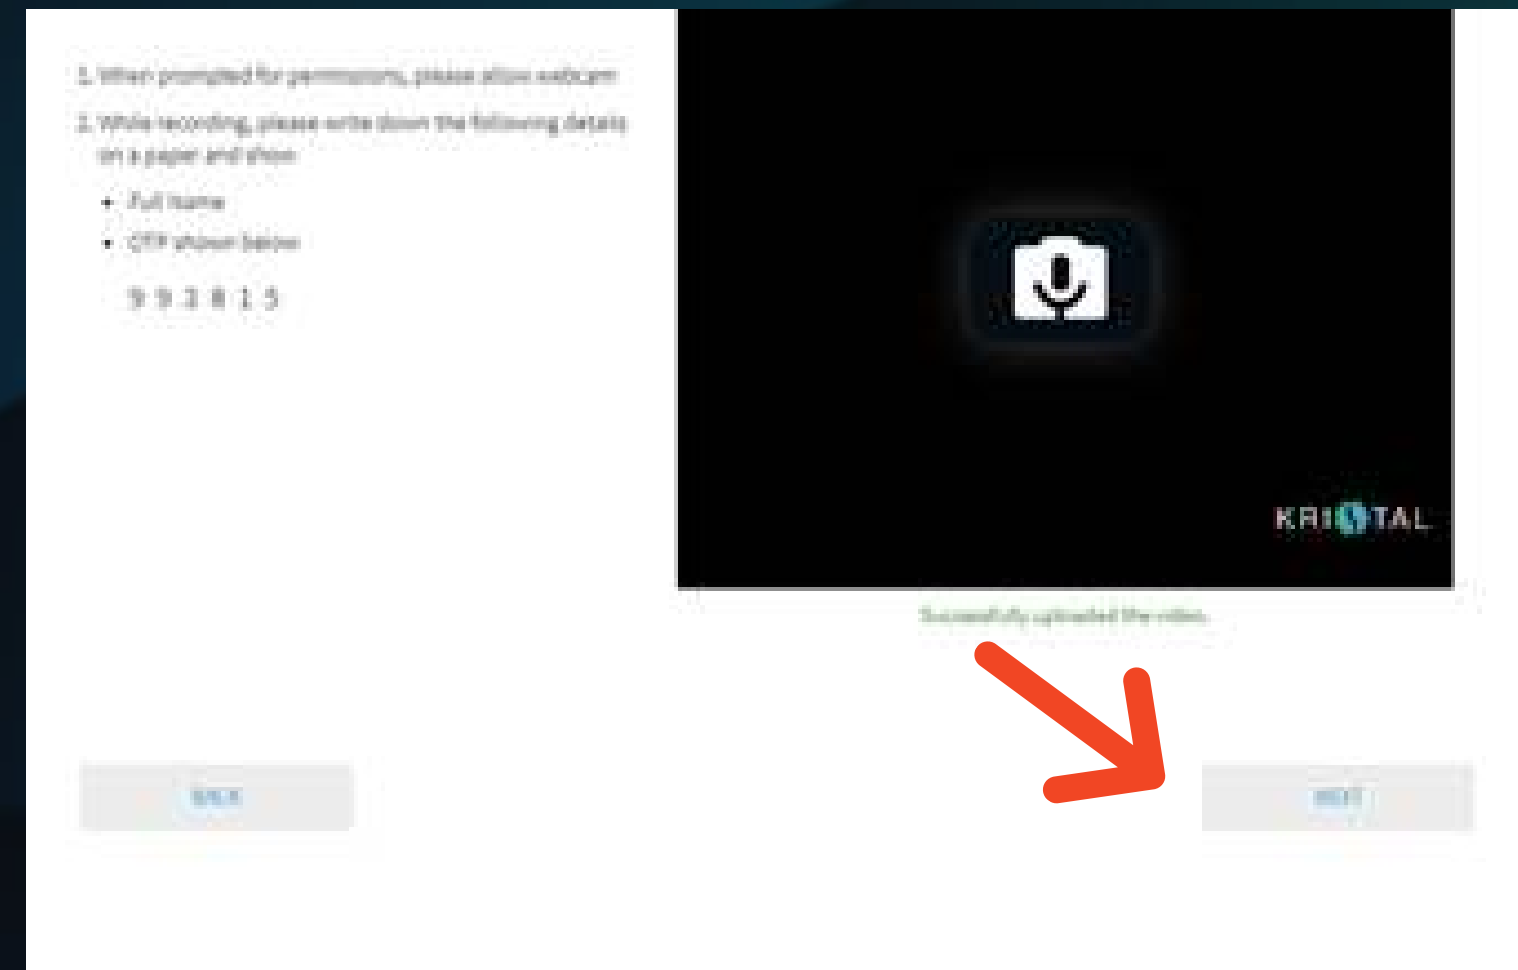 1. When prompted for permissions, please allow webcam
2. While recording, please write down the following details
on a paper and show
• Full Name
• OTP shown below
9 9 2 8 1 5
KRISTAL
Successfully uploaded the video.
BACK
NEXT